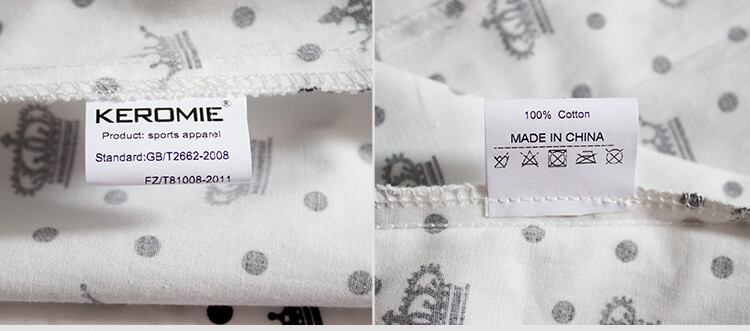 KEROMIE®
Product: sports apparel
Standard:GB/T2662-2008
FZ/T81008-2011
100% Cotton
MADE IN CHINA